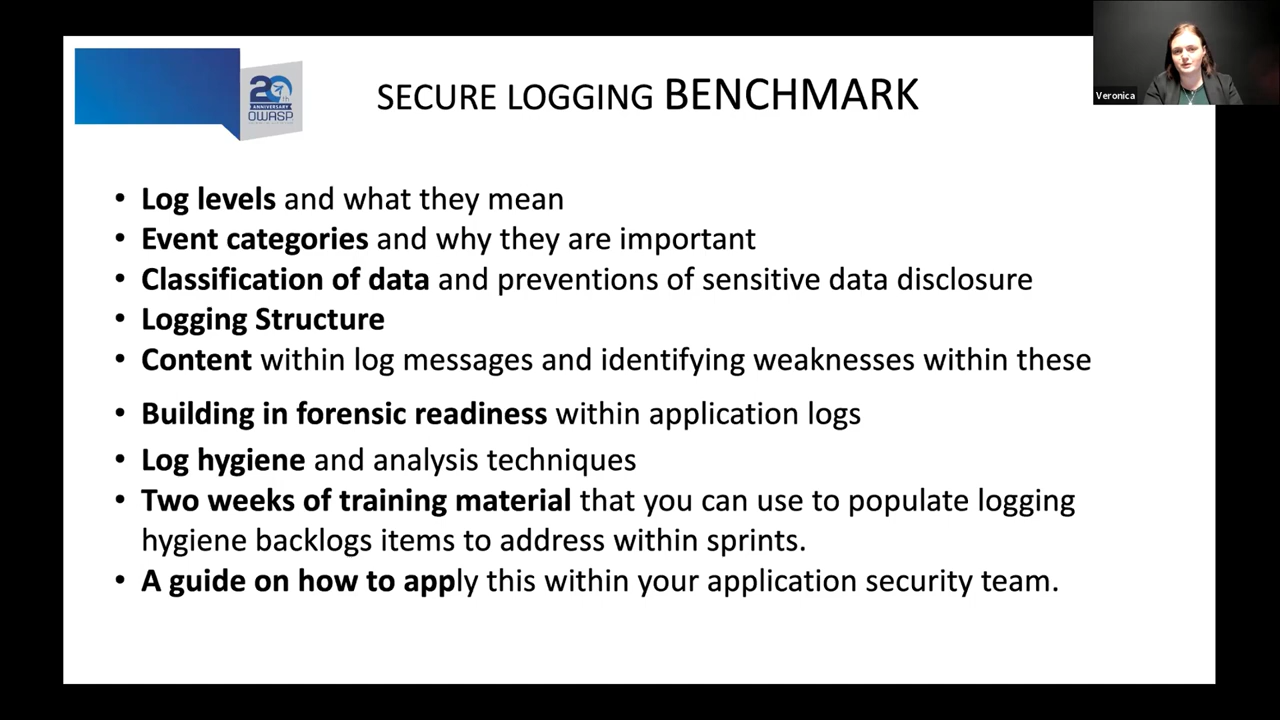 20th
ANNIVERSARY
OWASP
SECURE LOGGING BENCHMARK
Veronica
• Log levels and what they mean
• Event categories and why they are important
• Classification of data and preventions of sensitive data disclosure
• Logging Structure
• Content within log messages and identifying weaknesses within these
• Building in forensic readiness within application logs
• Log hygiene and analysis techniques
• Two weeks of training material that you can use to populate logging
hygiene backlogs items to address within sprints.
• A guide on how to apply this within your application security team.